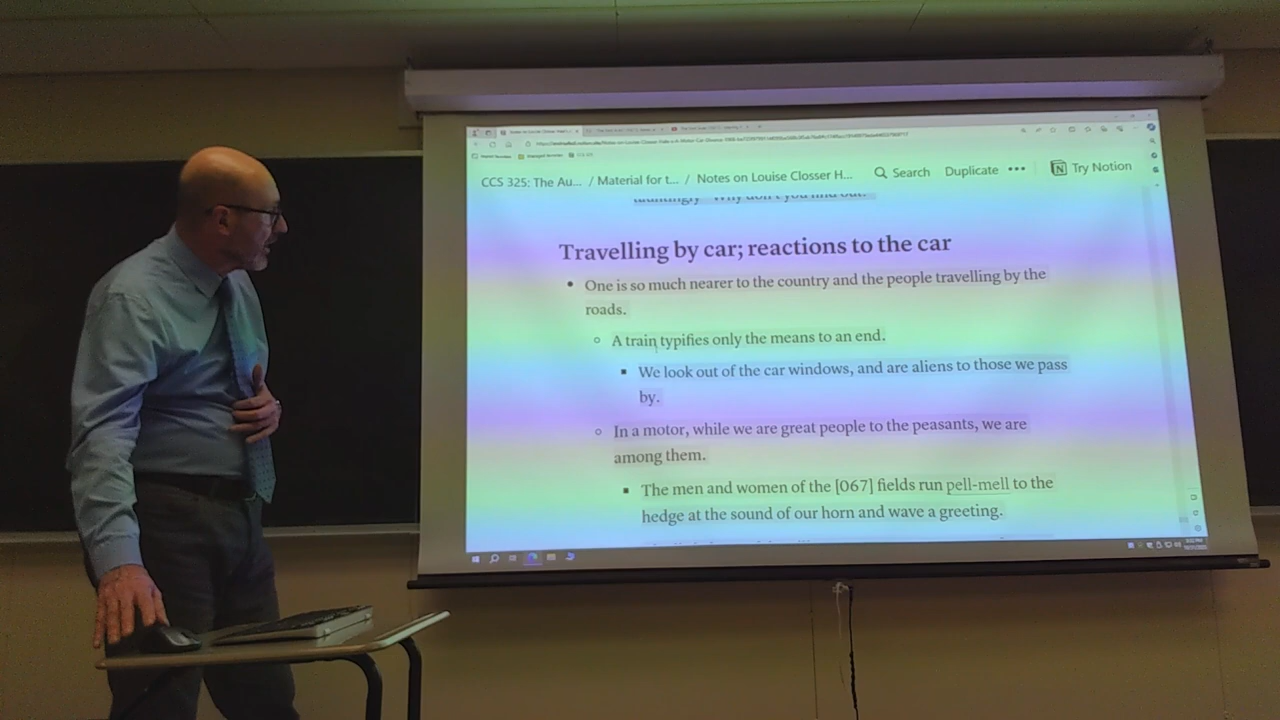 CCS 325: The Au... / Material for t... / Notes on Louise Closser H... Search Duplicate ••• Try Notion
Why don't you find out.
Travelling by car; reactions to the car
One is so much nearer to the country and the people travelling by the
roads.
A train typifies only the means to an end.
We look out of the car windows, and are aliens to those we pass
by.
In a motor, while we are great people to the peasants, we are
among them.
The men and women of the [067] fields run pell-mell to the
hedge at the sound of our horn and wave a greeting.